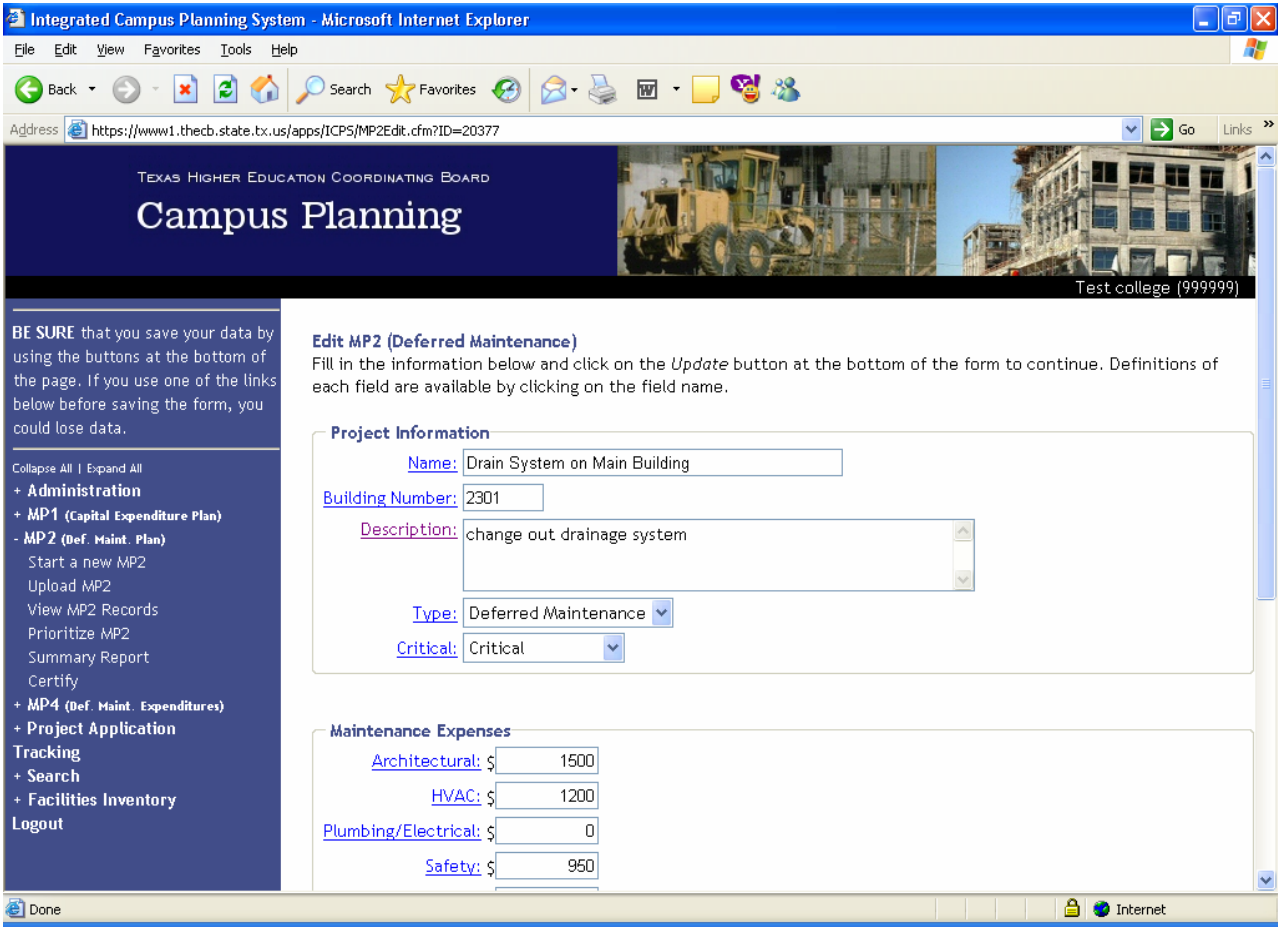 Integrated Campus Planning System - Microsoft Internet Explorer
File Edit View Favorites Tools Help
Back Search Favorites
Address https://www1.thecb.state.tx.us/apps/ICPS/MP2Edit.cfm?ID=20377 Go Links »
TEXAS HIGHER EDUCATION COORDINATING BOARD
Campus Planning
Test college (999999)
BE SURE that you save your data by
using the buttons at the bottom of
the page. If you use one of the links
below before saving the form, you
could lose data.
Collapse All | Expand All
+ Administration
+ MP1 (Capital Expenditure Plan)
- MP2 (Def. Maint. Plan)
Start a new MP2
Upload MP2
View MP2 Records
Prioritize MP2
Summary Report
Certify
+ MP4 (Def. Maint. Expenditures)
+ Project Application
Tracking
+ Search
+ Facilities Inventory
Logout
Edit MP2 (Deferred Maintenance)
Fill in the information below and click on the Update button at the bottom of the form to continue. Definitions of
each field are available by clicking on the field name.
Project Information
Name: Drain System on Main Building
Building Number: 2301
Description: change out drainage system
Type: Deferred Maintenance
Critical: Critical
Maintenance Expenses
Architectural: $ 1500
HVAC: $ 1200
Plumbing/Electrical: $ 0
Safety: $ 950
Done Internet